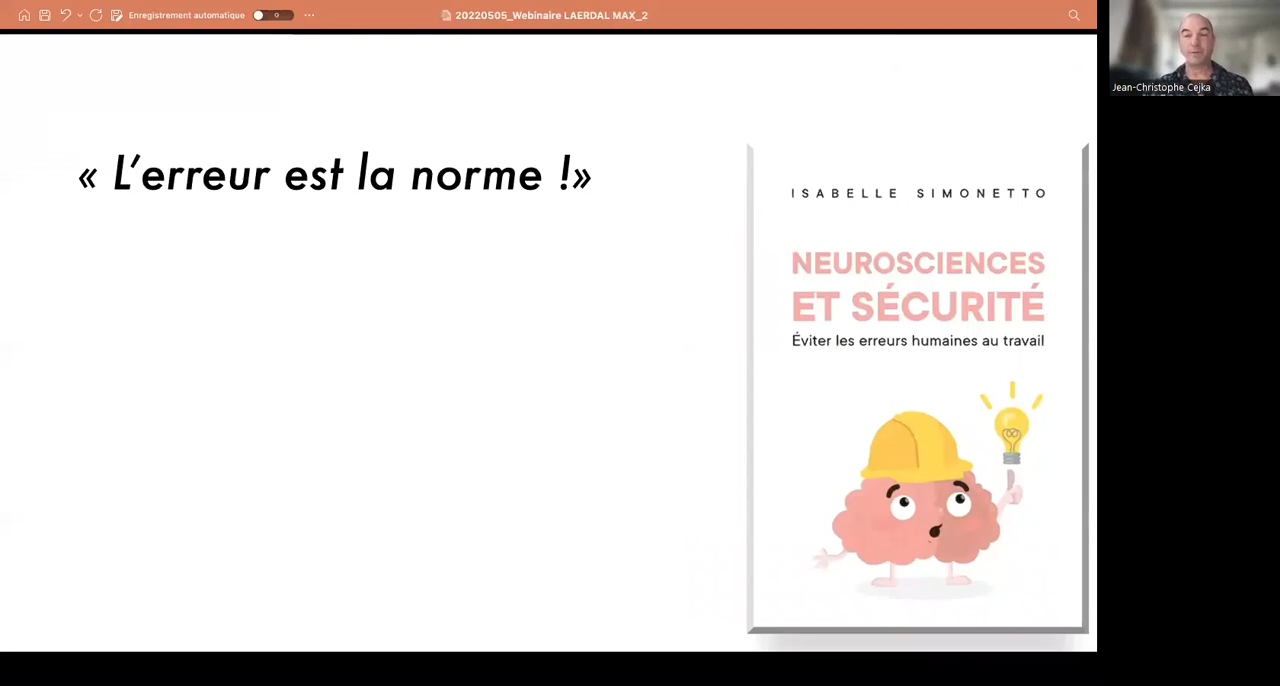 Enregistrement automatique
20220505_Webinaire LAERDAL MAX_2
Jean-Christophe Cejka
« L’erreur est la norme !»
ISABELLE SIMONETTO
NEUROSCIENCES
ET SÉCURITÉ
Éviter les erreurs humaines au travail